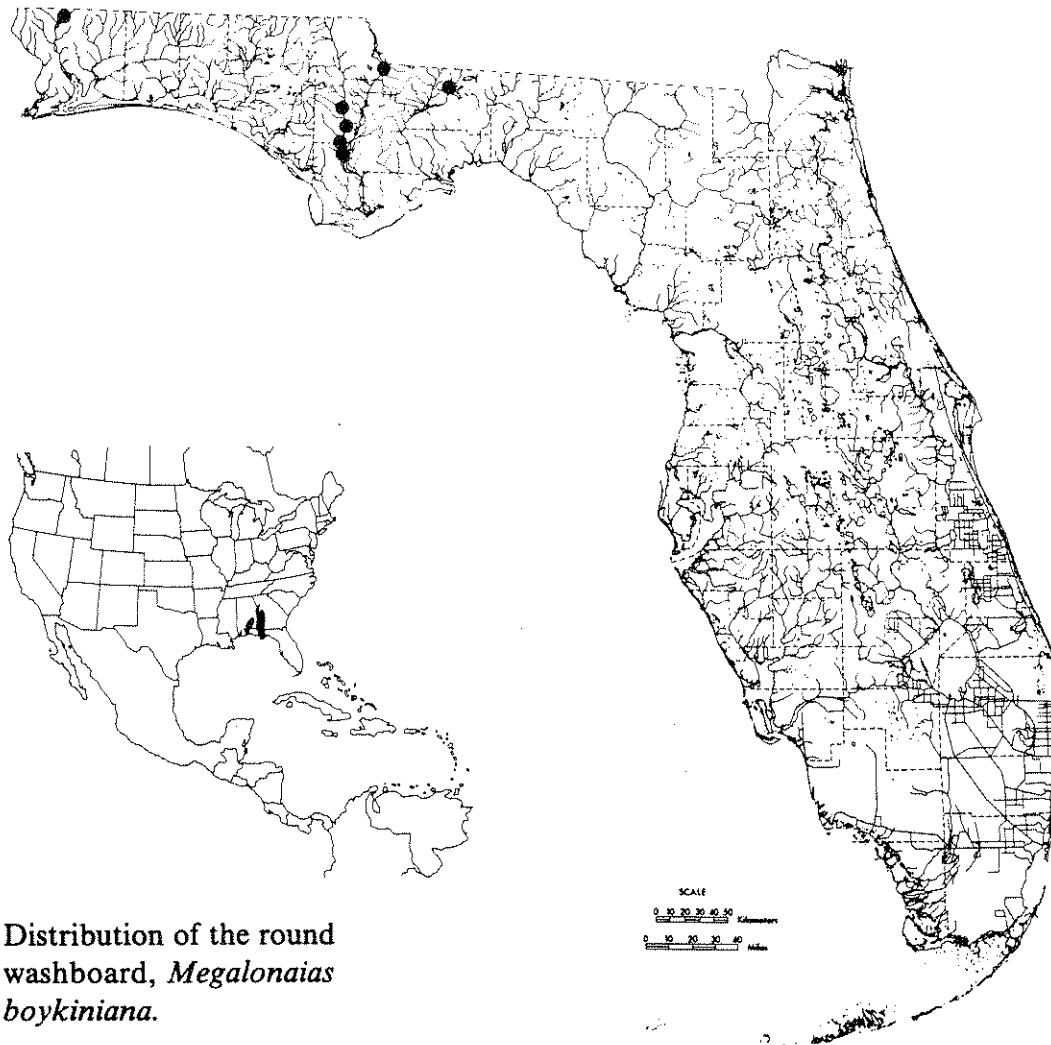 Distribution of the round
washboard, Megalonaias
boykiniana.
SCALE
0 10 20 30 40 50 Kilometers
0 10 20 30 40 Miles